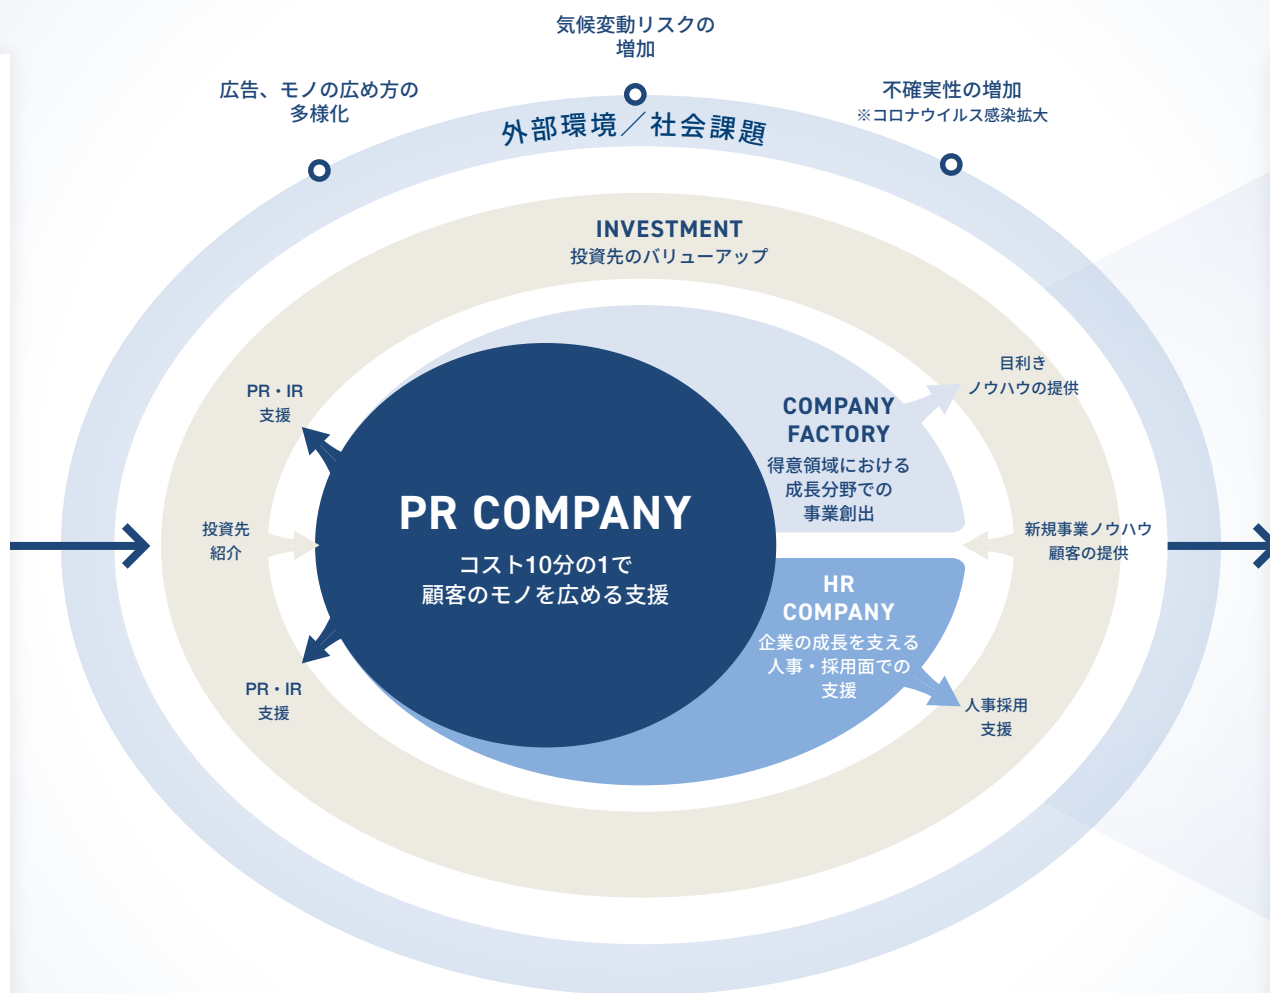 気候変動リスクの
増加
広告、モノの広め方の
多様化
不確実性の増加
※コロナウイルス感染拡大
外部環境／社会課題
INVESTMENT
投資先のバリューアップ
PR・IR
支援
投資先
紹介
PR・IR
支援
PR COMPANY
コスト10分の1で
顧客のモノを広める支援
COMPANY
FACTORY
得意領域における
成長分野での
事業創出
HR
COMPANY
企業の成長を支える
人事・採用面での
支援
目利き
ノウハウの提供
新規事業ノウハウ
顧客の提供
人事採用
支援